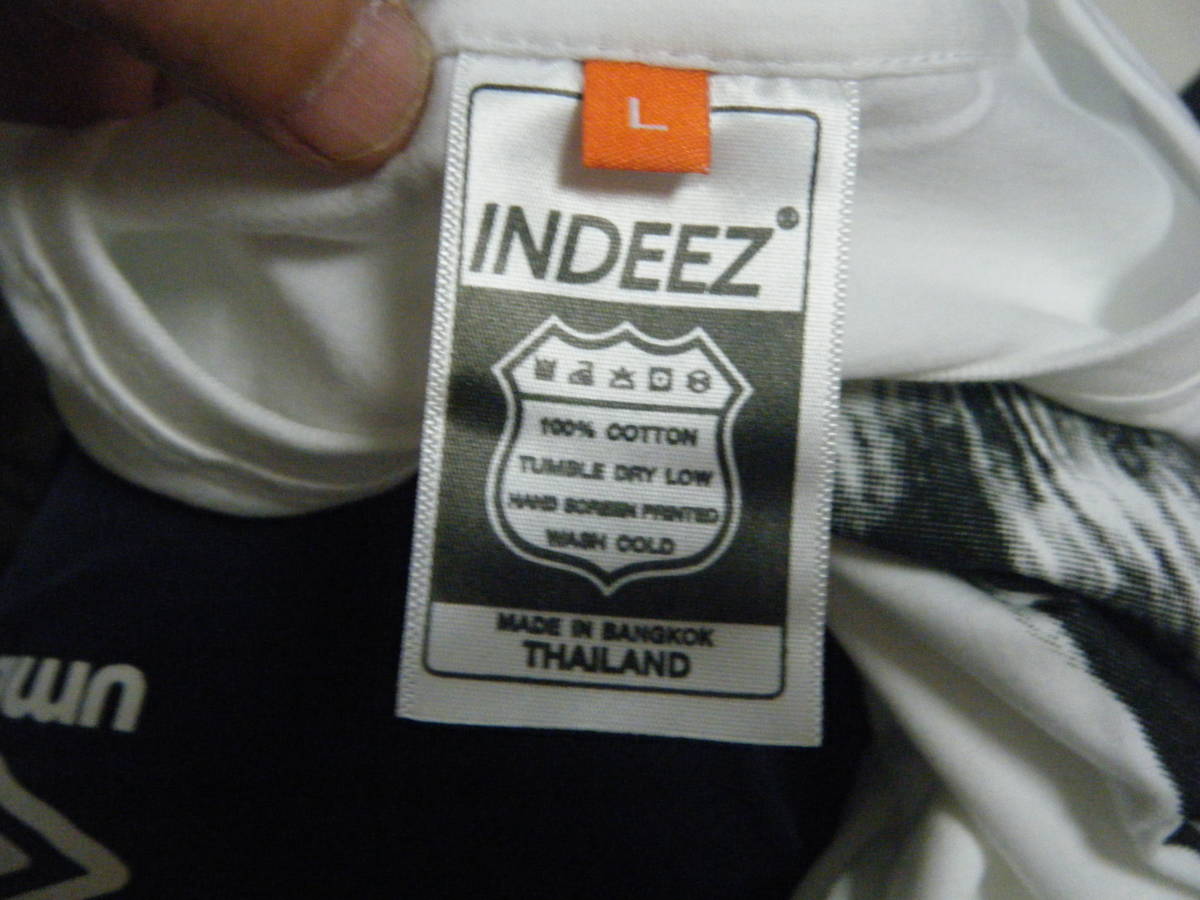 L
INDEEZ®
100% COTTON
TUMBLE DRY LOW
HAND SCREEN PRINTED
WASH COLD
MADE IN BANGKOK
THAILAND